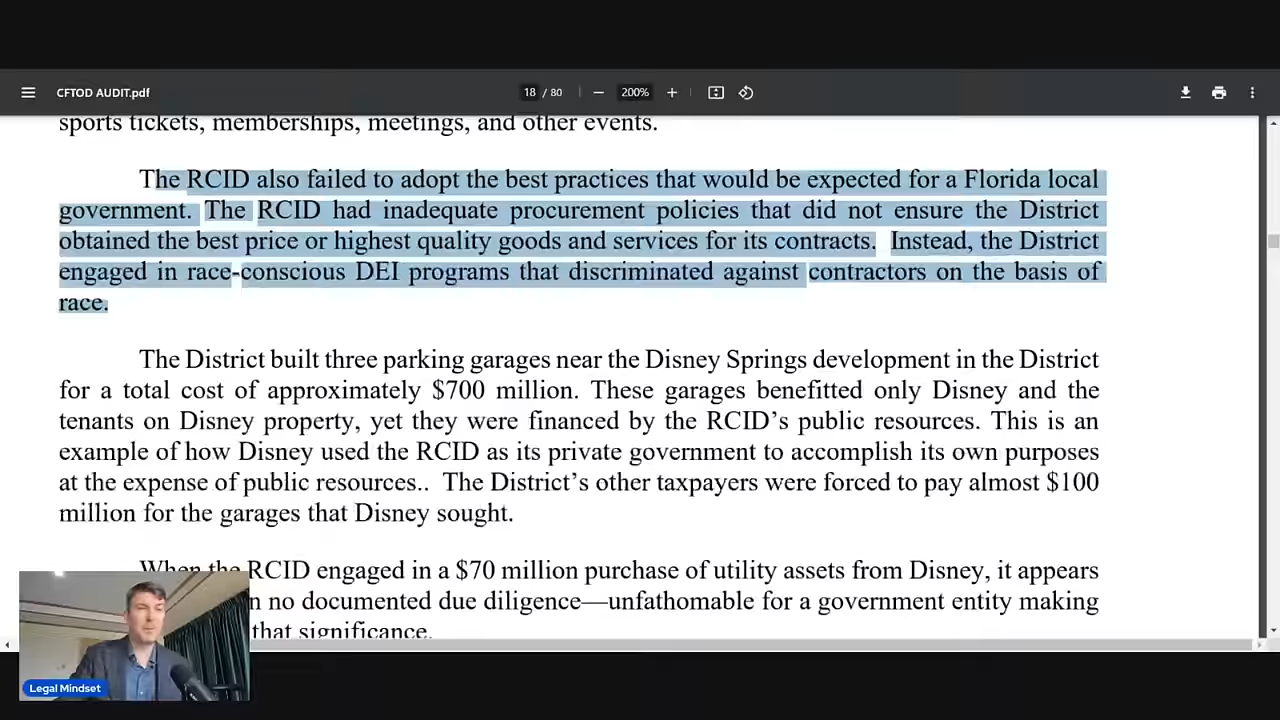 CFTOD AUDIT.pdf
18 / 80
200%
sports tickets, memberships, meetings, and other events.
The RCID also failed to adopt the best practices that would be expected for a Florida local
government. The RCID had inadequate procurement policies that did not ensure the District
obtained the best price or highest quality goods and services for its contracts. Instead, the District
engaged in race-conscious DEI programs that discriminated against contractors on the basis of
race.
The District built three parking garages near the Disney Springs development in the District
for a total cost of approximately $700 million. These garages benefitted only Disney and the
tenants on Disney property, yet they were financed by the RCID’s public resources. This is an
example of how Disney used the RCID as its private government to accomplish its own purposes
at the expense of public resources.. The District’s other taxpayers were forced to pay almost $100
million for the garages that Disney sought.
When the RCID engaged in a $70 million purchase of utility assets from Disney, it appears
no documented due diligence—unfathomable for a government entity making
that significance.
Legal Mindset